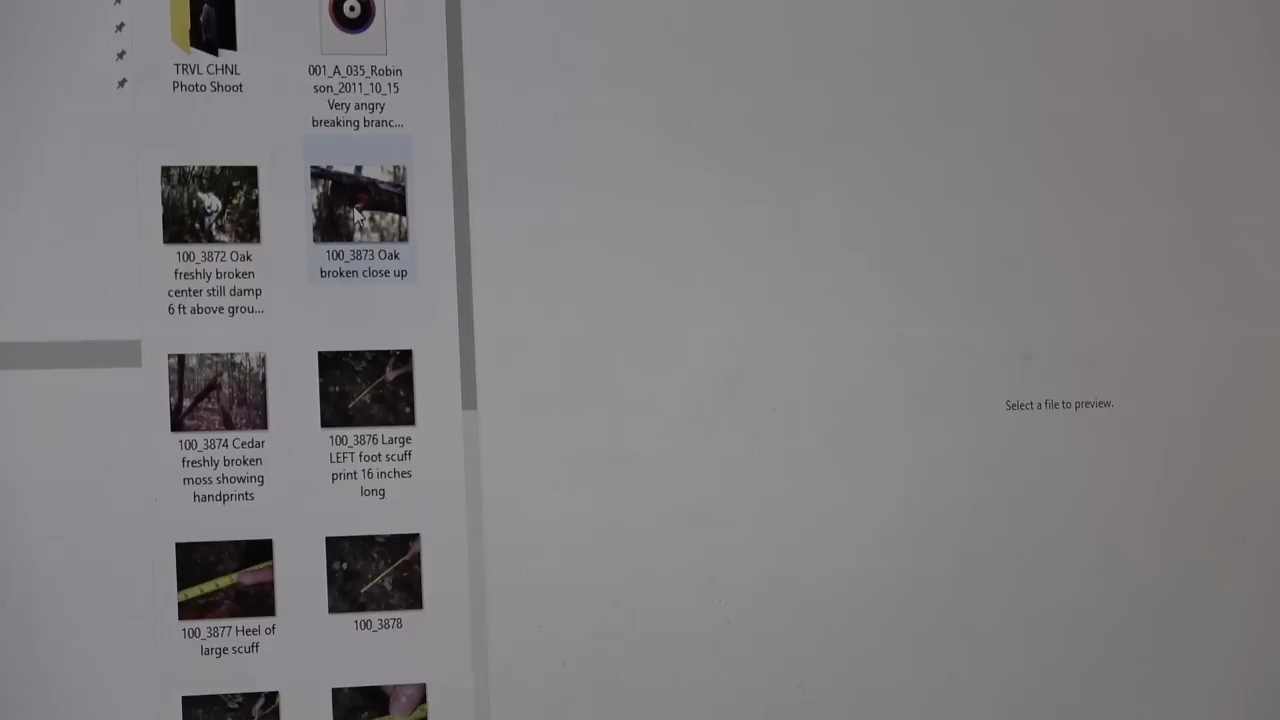 TRVL CHNL
Photo Shoot
001_A_035_Robin
son_2011_10_15
Very angry
breaking branc...
100_3872 Oak
freshly broken
center still damp
6 ft above grou...
100_3873 Oak
broken close up
100_3874 Cedar
freshly broken
moss showing
handprints
100_3876 Large
LEFT foot scuff
print 16 inches
long
100_3877 Heel of
large scuff
100_3878
Select a file to preview.